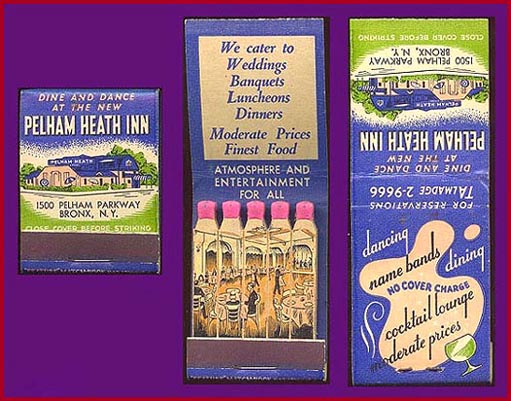 DINE AND DANCE
AT THE NEW
PELHAM HEATH INN
PELHAM HEATH
1500 PELHAM PARKWAY
BRONX, N.Y.
CLOSE COVER BEFORE STRIKING
We cater to
Weddings
Banquets
Luncheons
Dinners
Moderate Prices
Finest Food
ATMOSPHERE AND
ENTERTAINMENT
FOR ALL
CLOSE COVER BEFORE STRIKING
1500 PELHAM PARKWAY
BRONX, N.Y.
PELHAM HEATH
PELHAM HEATH INN
AT THE NEW
DINE AND DANCE
TALMADGE 2-9666
FOR RESERVATIONS
dancing
name bands
dining
NO COVER CHARGE
cocktail lounge
moderate prices